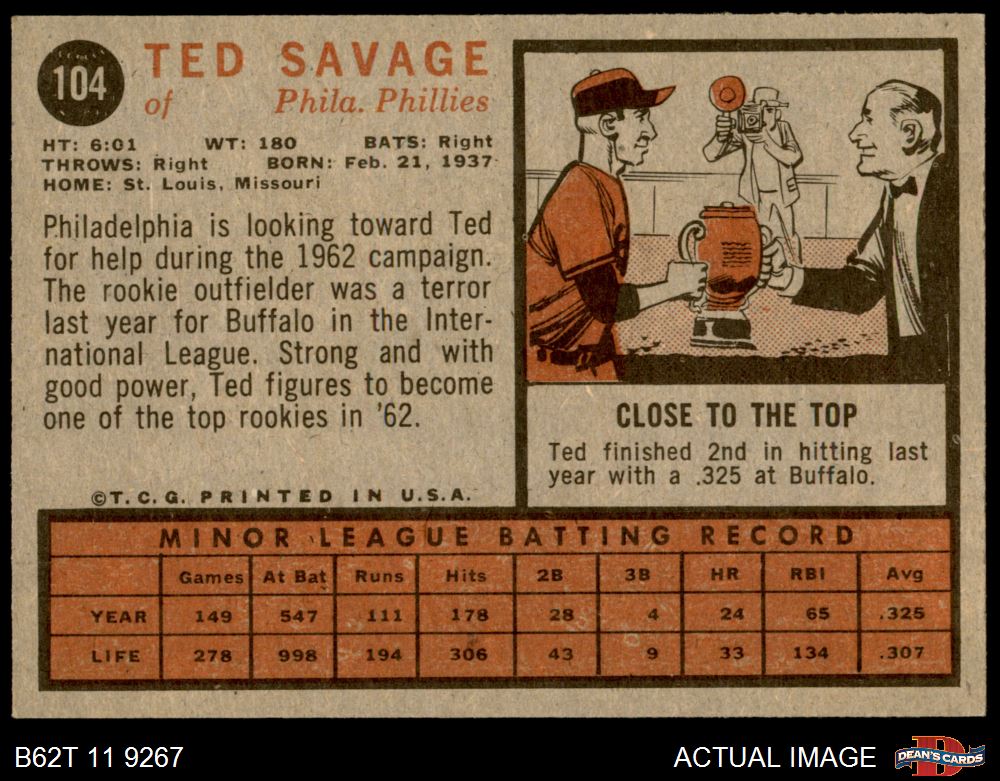 104
TED SAVAGE
of Phila. Phillies
HT: 6:01 WT: 180 BATS: Right
THROWS: Right BORN: Feb. 21, 1937
HOME: St. Louis, Missouri
Philadelphia is looking toward Ted
for help during the 1962 campaign.
The rookie outfielder was a terror
last year for Buffalo in the Inter-
national League. Strong and with
good power, Ted figures to become
one of the top rookies in '62.
©T.C.G. PRINTED IN U.S.A.
CLOSE TO THE TOP
Ted finished 2nd in hitting last
year with a .325 at Buffalo.
MINOR LEAGUE BATTING RECORD
Games At Bat Runs Hits 2B 3B HR RBI Avg
YEAR 149 547 111 178 28 4 24 65 .325
LIFE 278 998 194 306 43 9 33 134 .307
B62T 11 9267 ACTUAL IMAGE DEAN'S CARDS